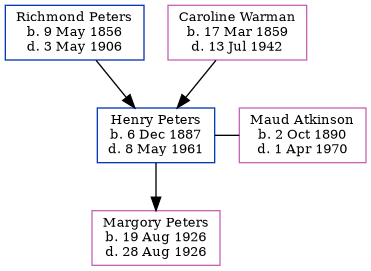 Richmond Peters
b. 9 May 1856
d. 3 May 1906
Caroline Warman
b. 17 Mar 1859
d. 13 Jul 1942
Henry Peters
b. 6 Dec 1887
d. 8 May 1961
Maud Atkinson
b. 2 Oct 1890
d. 1 Apr 1970
Margory Peters
b. 19 Aug 1926
d. 28 Aug 1926